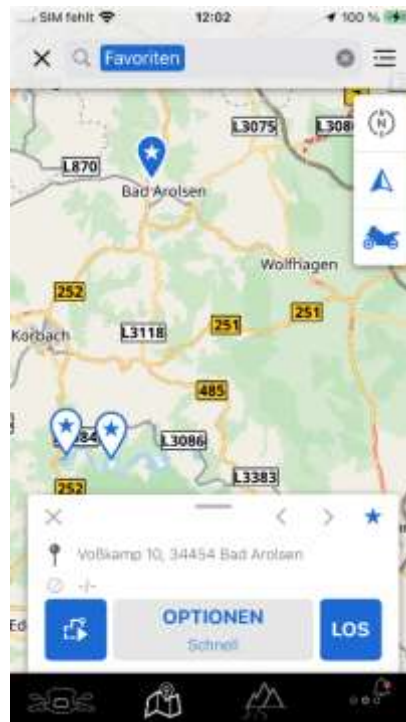 SIM fehlt 12:02 100 %
Favoriten
L3075
L870
Bad Arolsen
Wolfhagen
252
251
Korbach
L3118
251
485
L3086
L3383
252
Voßkamp 10, 34454 Bad Arolsen
-/-
OPTIONEN
Schnell
LOS